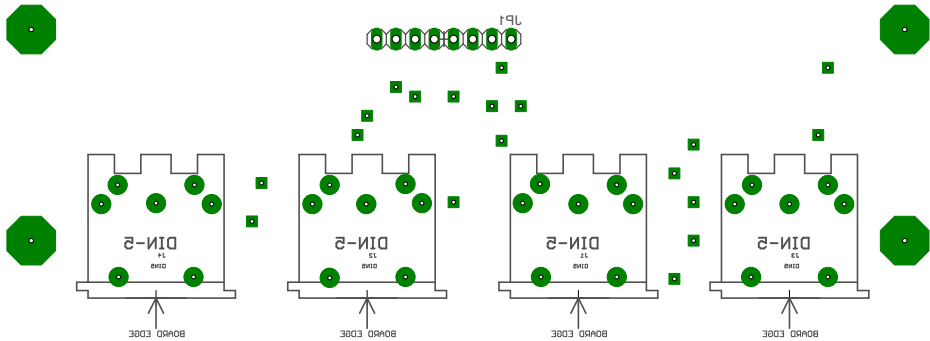 JP1
DIN-5
J4
DIN5
BOARD EDGE
DIN-5
J2
DIN5
BOARD EDGE
DIN-5
J1
DIN5
BOARD EDGE
DIN-5
J3
DIN5
BOARD EDGE